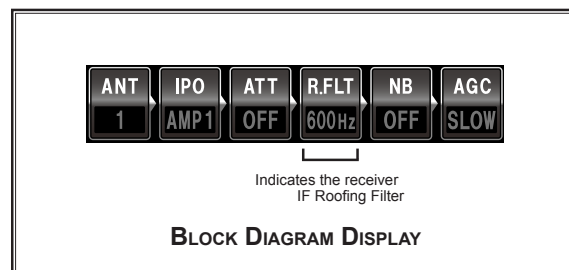 ANT IPO ATT R.FLT NB AGC
1 AMP1 OFF 600Hz OFF SLOW
Indicates the receiver
IF Roofing Filter
BLOCK DIAGRAM DISPLAY